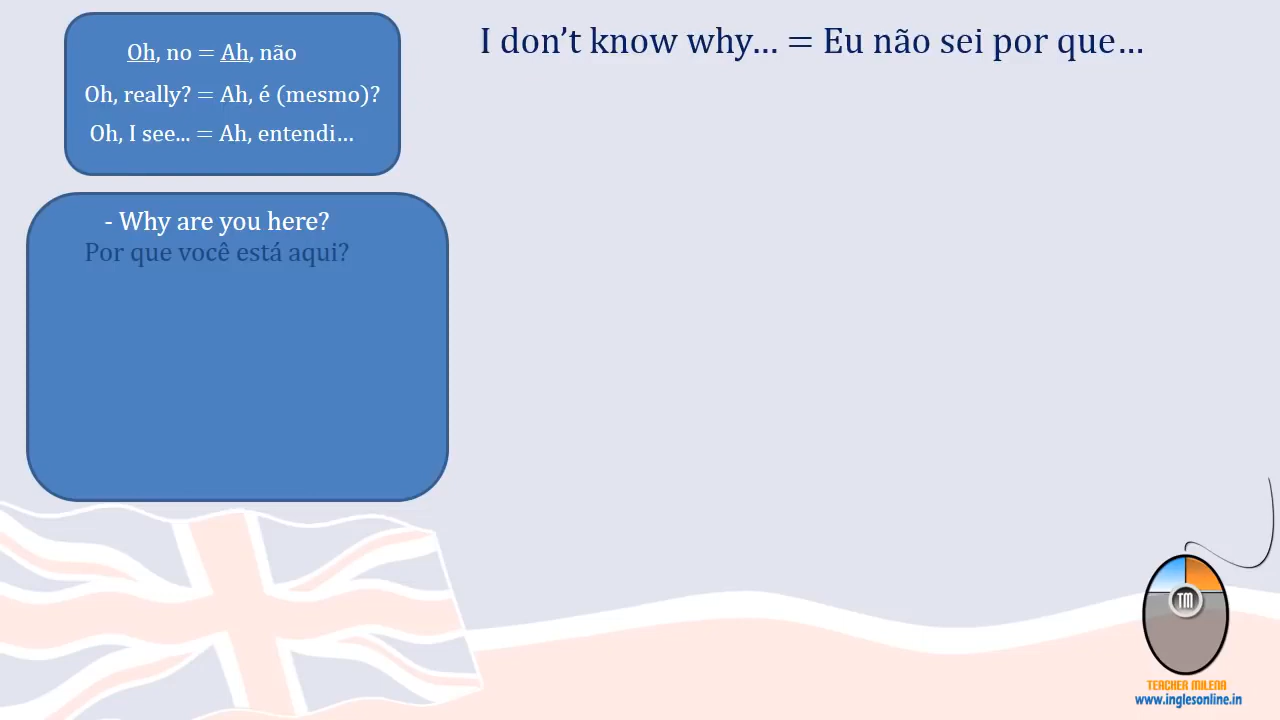 Oh, no = Ah, não
Oh, really? = Ah, é (mesmo)?
Oh, I see... = Ah, entendi...
I don't know why... = Eu não sei por que...
- Why are you here?
Por que você está aqui?
TM
TEACHER MILENA
www.inglesonline.in